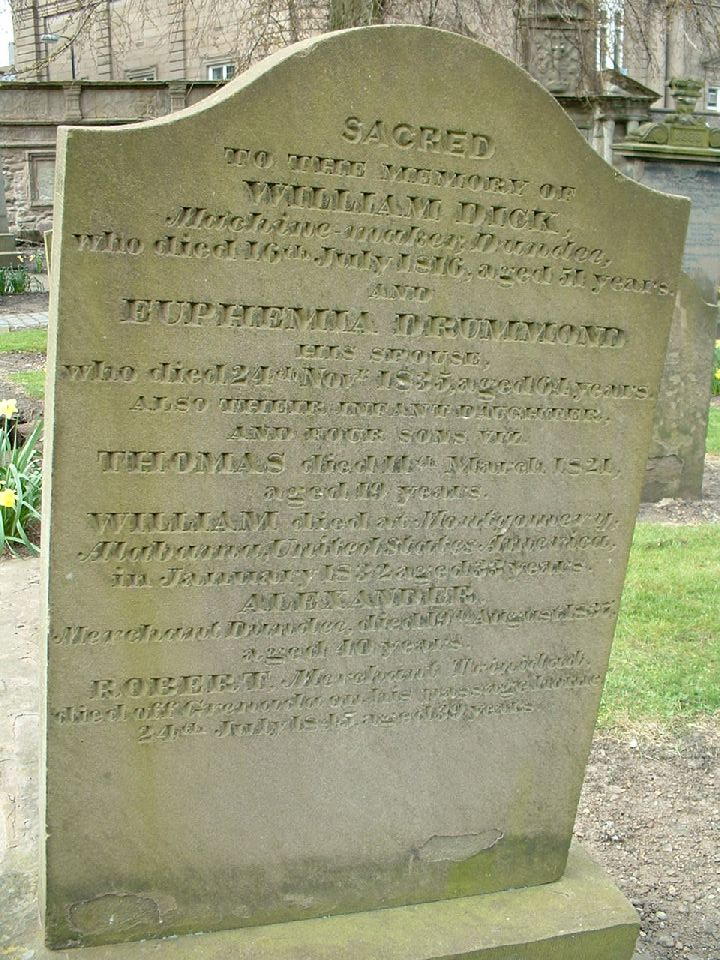 SACRED
TO THE MEMORY OF
WILLIAM DICK,
Machine-maker, Dundee,
who died 16th July 1816, aged 51 years.
AND
EUPHEMIA DRUMMOND
HIS SPOUSE,
who died 24th Novr 1835, aged 64 years.
ALSO THEIR INFANT DAUGHTER,
AND FOUR SONS VIZ.
THOMAS died March 1821,
aged 19 years.
WILLIAM died at Montgomery,
Alabama, United States America,
in January 1832 aged 33 years.
ALEXANDER,
Merchant Dundee, died August 1837,
aged 40 years.
ROBERT, Merchant Trinidad,
died off Grenada on his passage home
24th July 1845, aged 39 years.